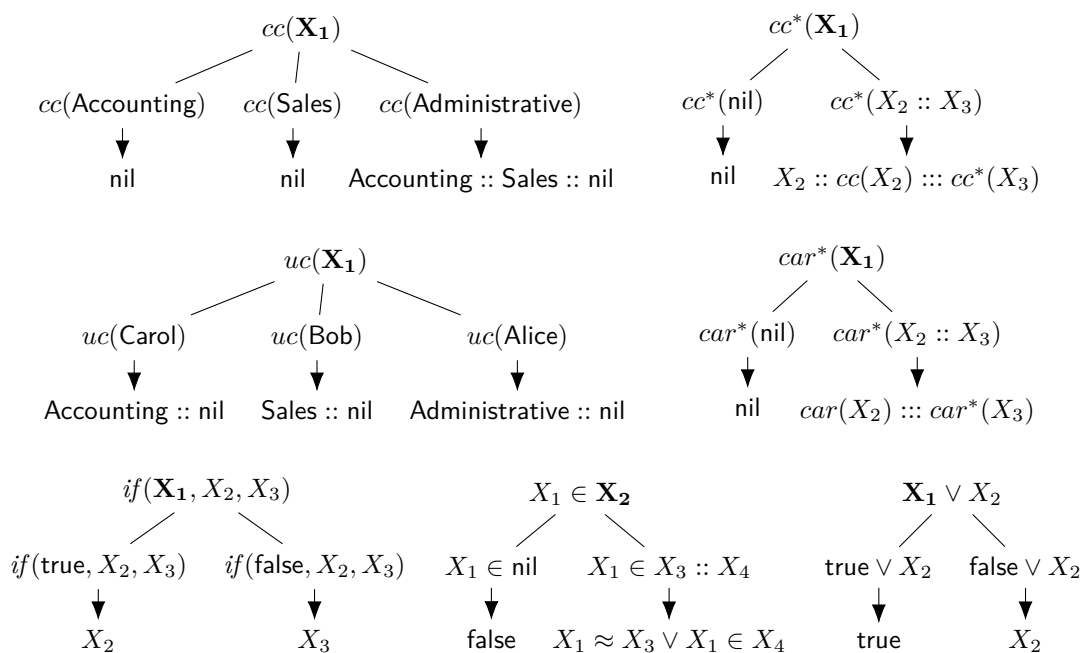 cc(X₁) cc*(X₁)
cc(Accounting) cc(Sales) cc(Administrative) cc*(nil) cc*(X₂ :: X₃)
nil nil Accounting :: Sales :: nil nil X₂ :: cc(X₂) ::: cc*(X₃)
uc(X₁) car*(X₁)
uc(Carol) uc(Bob) uc(Alice) car*(nil) car*(X₂ :: X₃)
Accounting :: nil Sales :: nil Administrative :: nil nil car(X₂) ::: car*(X₃)
if(X₁, X₂, X₃) X₁ ∈ X₂ X₁ ∨ X₂
if(true, X₂, X₃) if(false, X₂, X₃) X₁ ∈ nil X₁ ∈ X₃ :: X₄ true ∨ X₂ false ∨ X₂
X₂ X₃ false X₁ ≈ X₃ ∨ X₁ ∈ X₄ true X₂